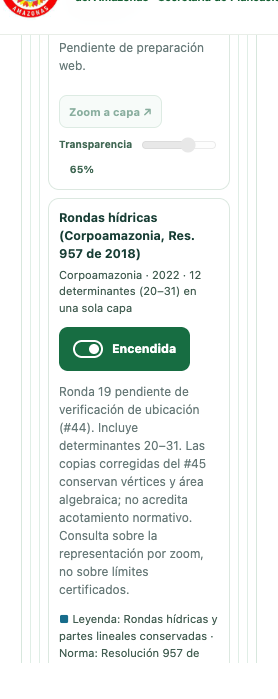 AMAZONAS
Pendiente de preparación
web.
Zoom a capa ↗
Transparencia
65%
Rondas hídricas
(Corpoamazonia, Res.
957 de 2018)
Corpoamazonia · 2022 · 12
determinantes (20–31) en
una sola capa
Encendida
Ronda 19 pendiente de
verificación de ubicación
(#44). Incluye
determinantes 20–31. Las
copias corregidas del #45
conservan vértices y área
algebraica; no acredita
acotamiento normativo.
Consulta sobre la
representación por zoom,
no sobre límites
certificados.
Leyenda: Rondas hídricas y
partes lineales conservadas ·
Norma: Resolución 957 de